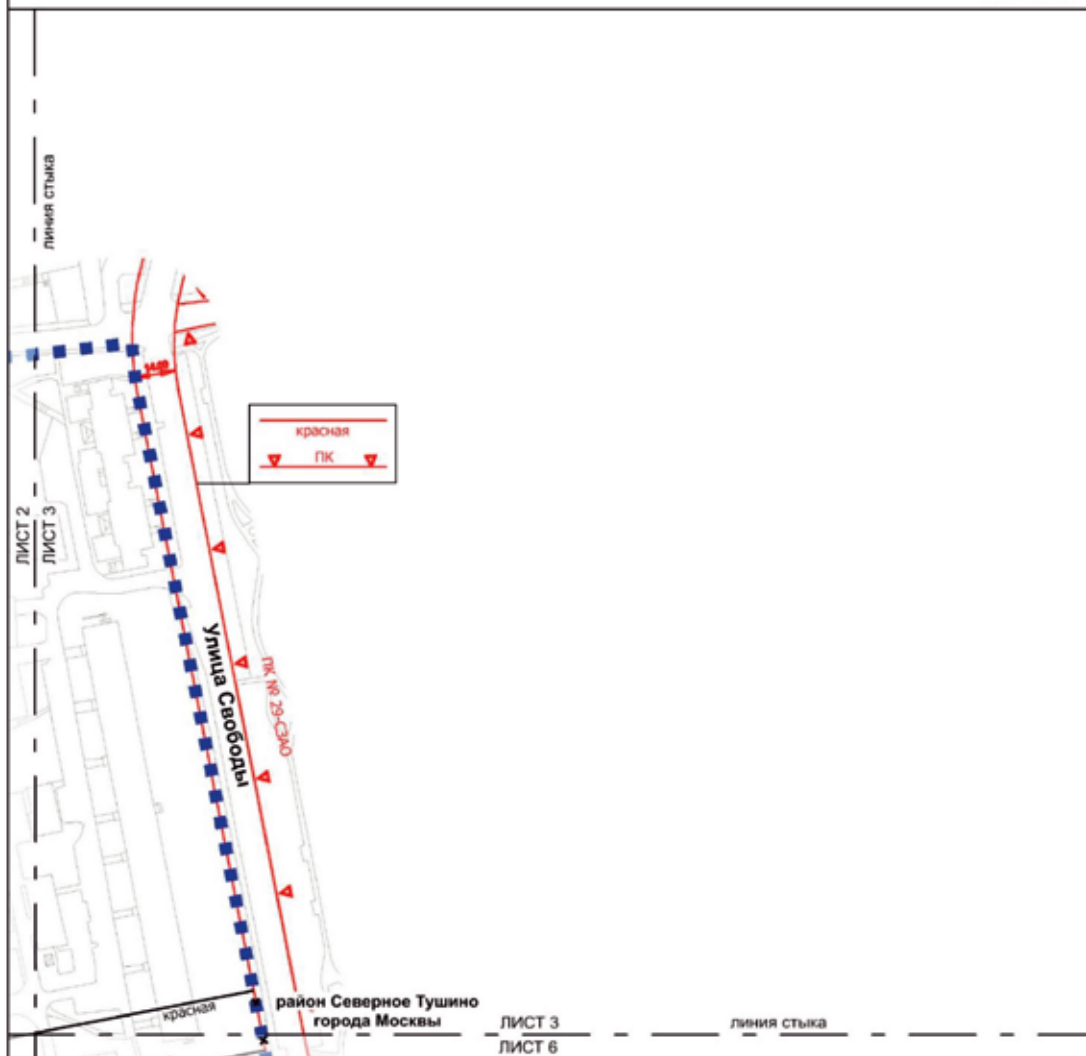 линия стыка
красная
ПК
ЛИСТ 2
ЛИСТ 3
Улица Свободы
ПК № 29-СЗАО
красная
район Северное Тушино
города Москвы
ЛИСТ 3
линия стыка
ЛИСТ 6